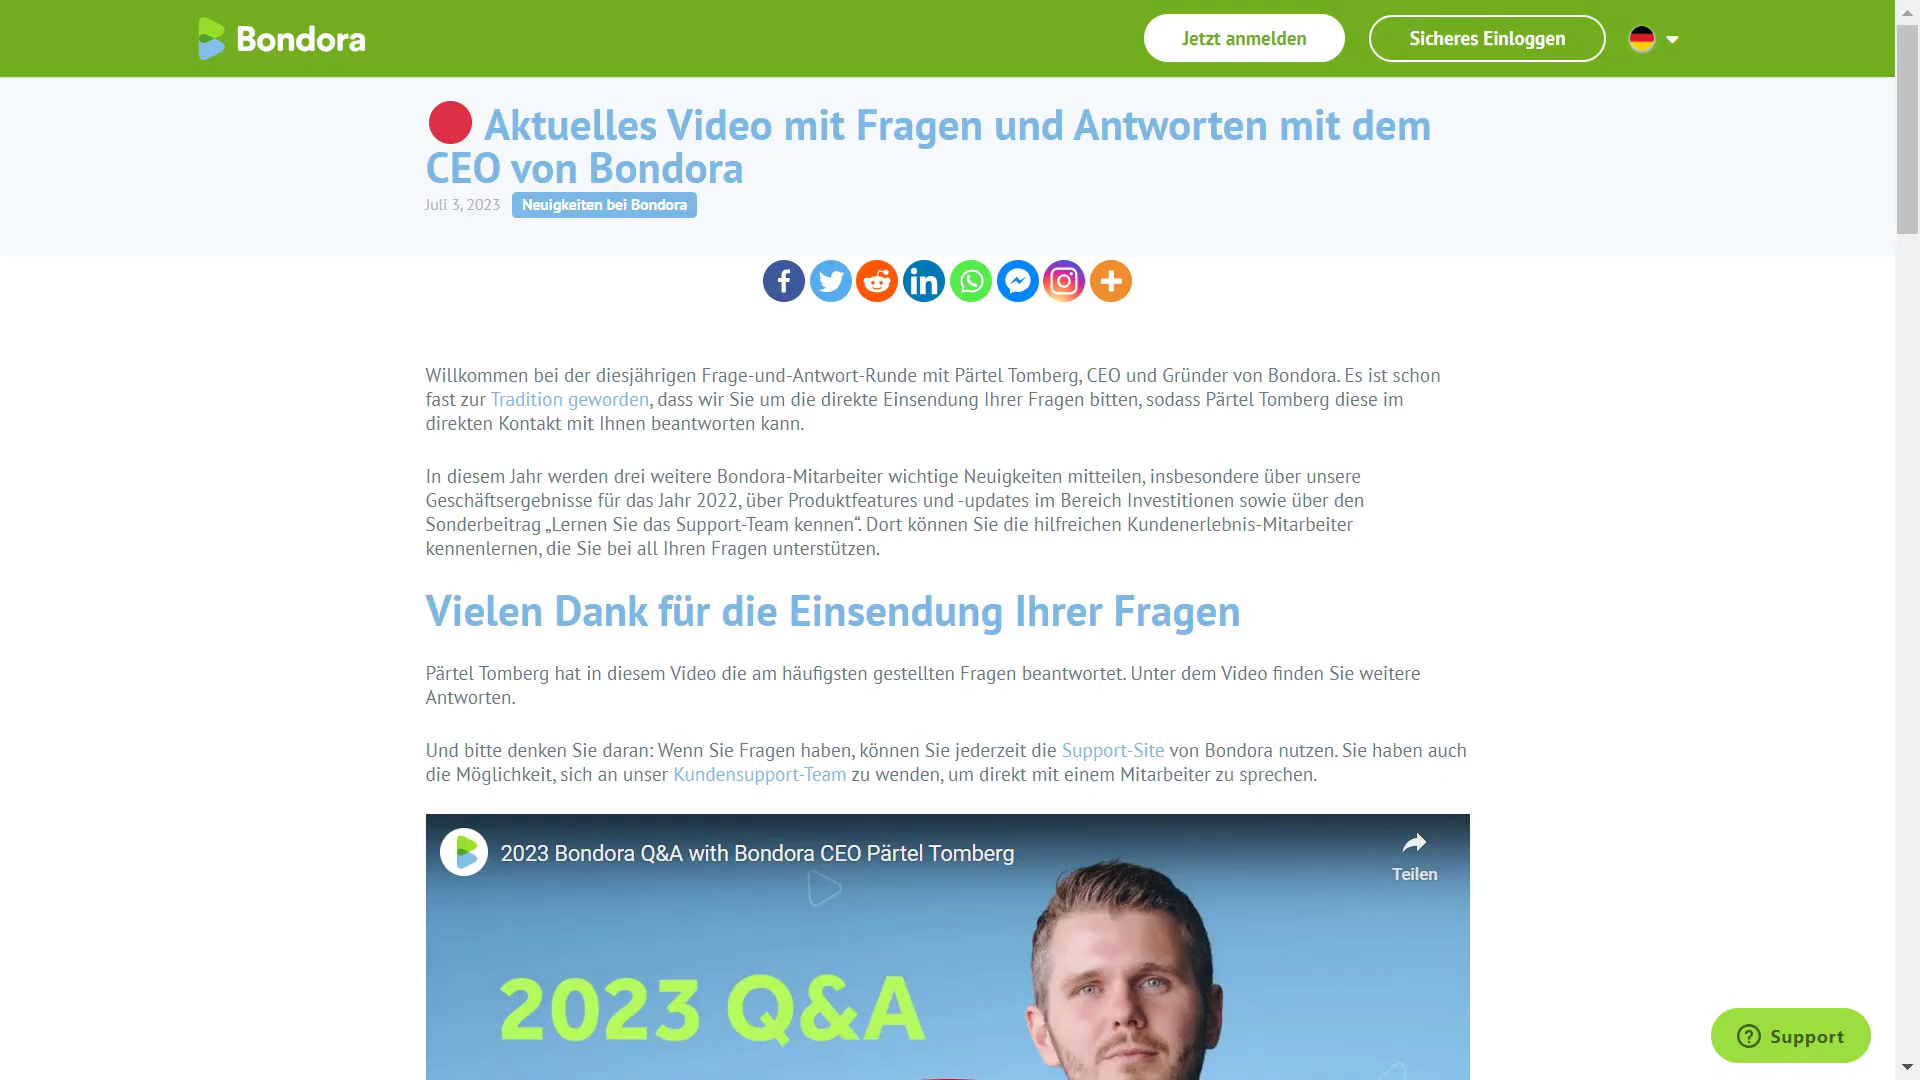 Bondora
Jetzt anmelden
Sicheres Einloggen
Aktuelles Video mit Fragen und Antworten mit dem
CEO von Bondora
Juli 3, 2023
Neuigkeiten bei Bondora
Willkommen bei der diesjährigen Frage-und-Antwort-Runde mit Pärtel Tomberg, CEO und Gründer von Bondora. Es ist schon
fast zur Tradition geworden, dass wir Sie um die direkte Einsendung Ihrer Fragen bitten, sodass Pärtel Tomberg diese im
direkten Kontakt mit Ihnen beantworten kann.
In diesem Jahr werden drei weitere Bondora-Mitarbeiter wichtige Neuigkeiten mitteilen, insbesondere über unsere
Geschäftsergebnisse für das Jahr 2022, über Produktfeatures und -updates im Bereich Investitionen sowie über den
Sonderbeitrag „Lernen Sie das Support-Team kennen“. Dort können Sie die hilfreichen Kundenerlebnis-Mitarbeiter
kennenlernen, die Sie bei all Ihren Fragen unterstützen.
Vielen Dank für die Einsendung Ihrer Fragen
Pärtel Tomberg hat in diesem Video die am häufigsten gestellten Fragen beantwortet. Unter dem Video finden Sie weitere
Antworten.
Und bitte denken Sie daran: Wenn Sie Fragen haben, können Sie jederzeit die Support-Site von Bondora nutzen. Sie haben auch
die Möglichkeit, sich an unser Kundensupport-Team zu wenden, um direkt mit einem Mitarbeiter zu sprechen.
2023 Bondora Q&A with Bondora CEO Pärtel Tomberg
Teilen
2023 Q&A
Support